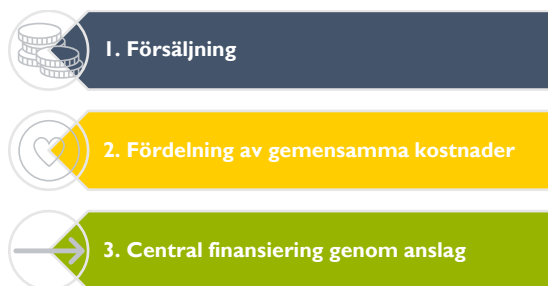 1. Försäljning
2. Fördelning av gemensamma kostnader
3. Central finansiering genom anslag